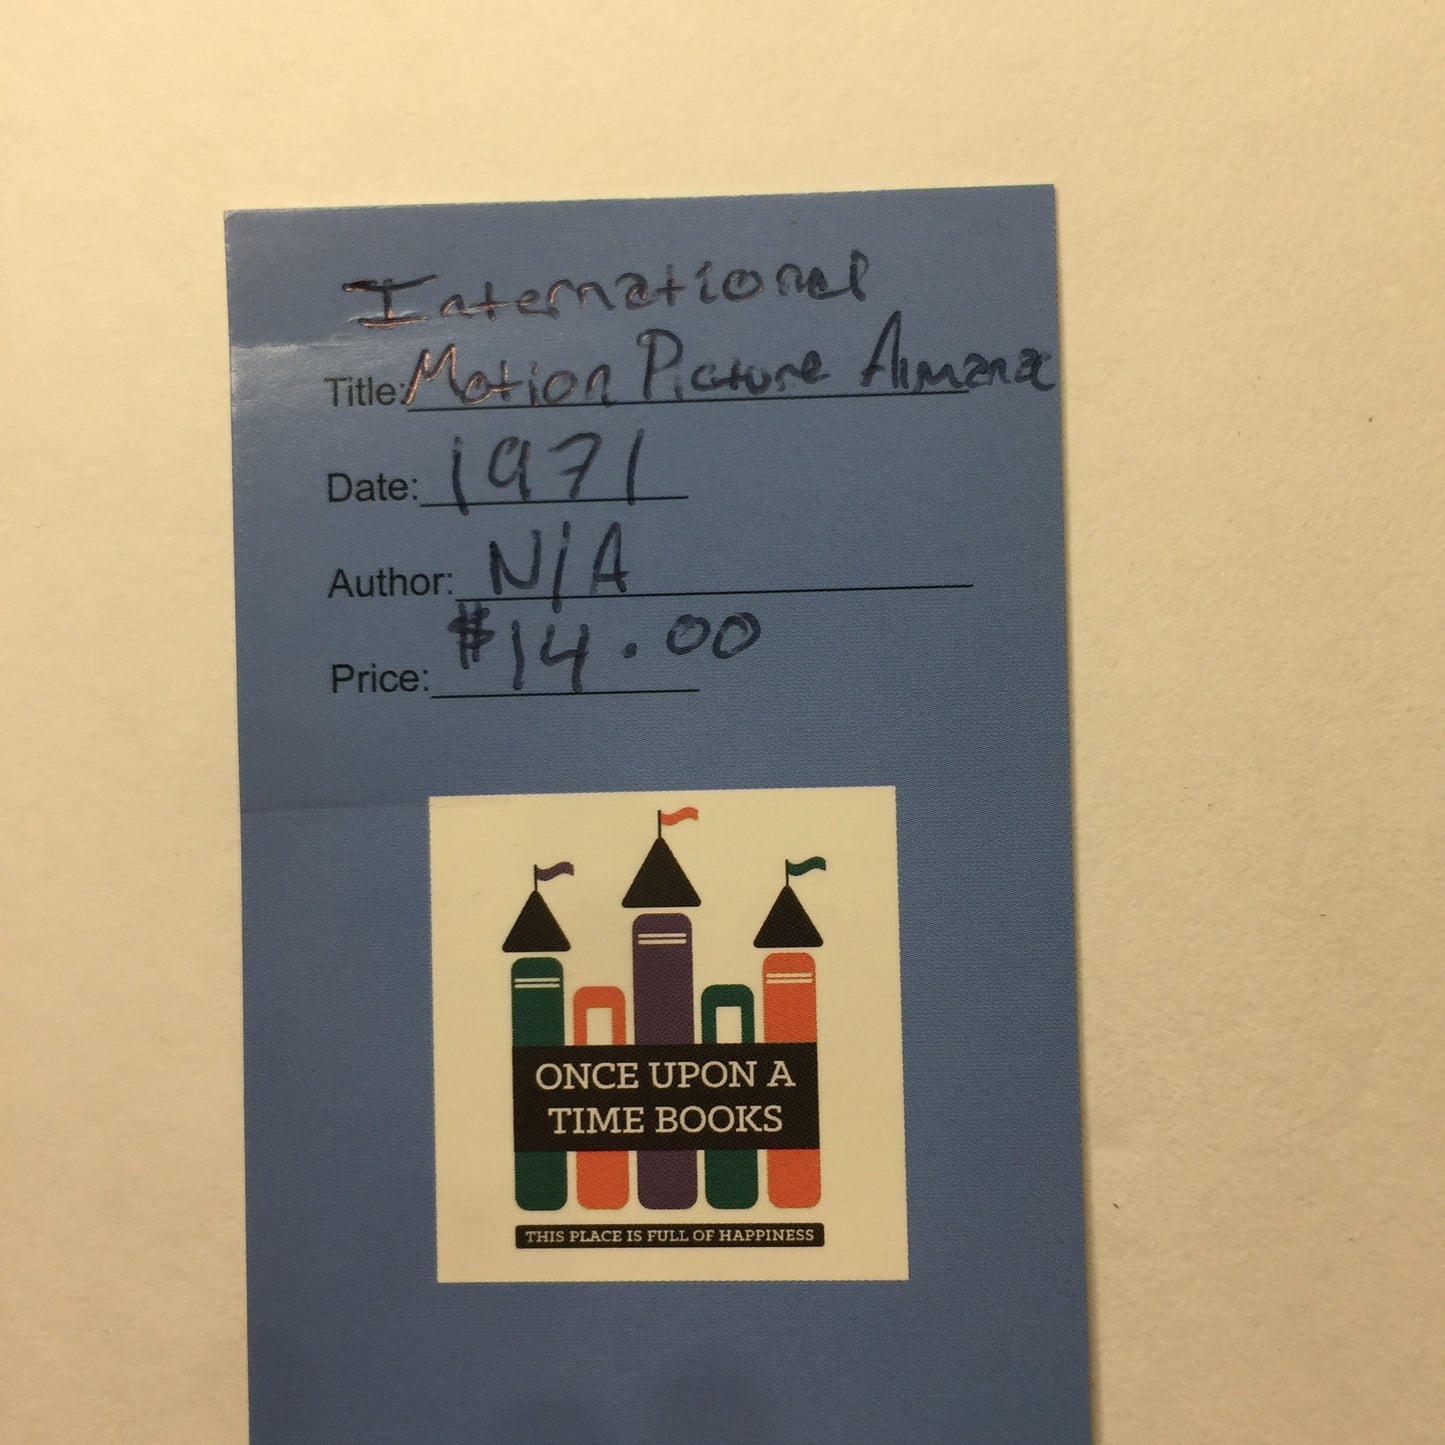 International
Title: Motion Picture Almanac
Date: 1971
Author: N/A
Price: $14.00
ONCE UPON A
TIME BOOKS
THIS PLACE IS FULL OF HAPPINESS